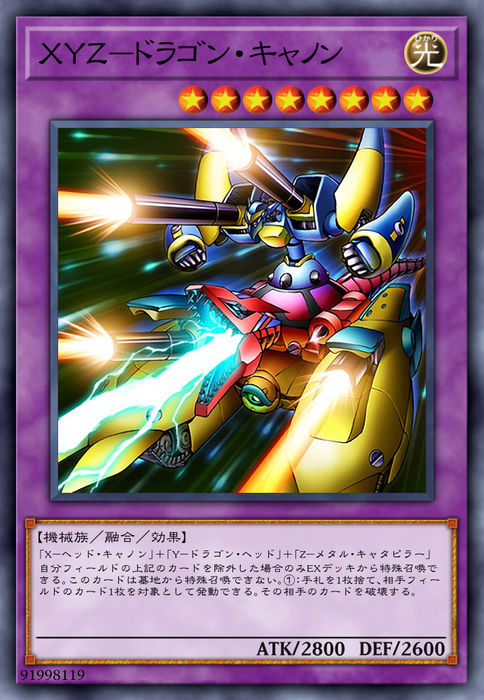 XYZ－ドラゴン・キャノン
ひかり
光
【機械族／融合／効果】
「X－ヘッド・キャノン」＋「Y－ドラゴン・ヘッド」＋「Z－メタル・キャタピラー」
自分フィールドの上記のカードを除外した場合のみEXデッキから特殊召喚で
きる。このカードは墓地から特殊召喚できない。①：手札を1枚捨て、相手フィー
ルドのカード1枚を対象として発動できる。その相手のカードを破壊する。
ATK/2800 DEF/2600
91998119